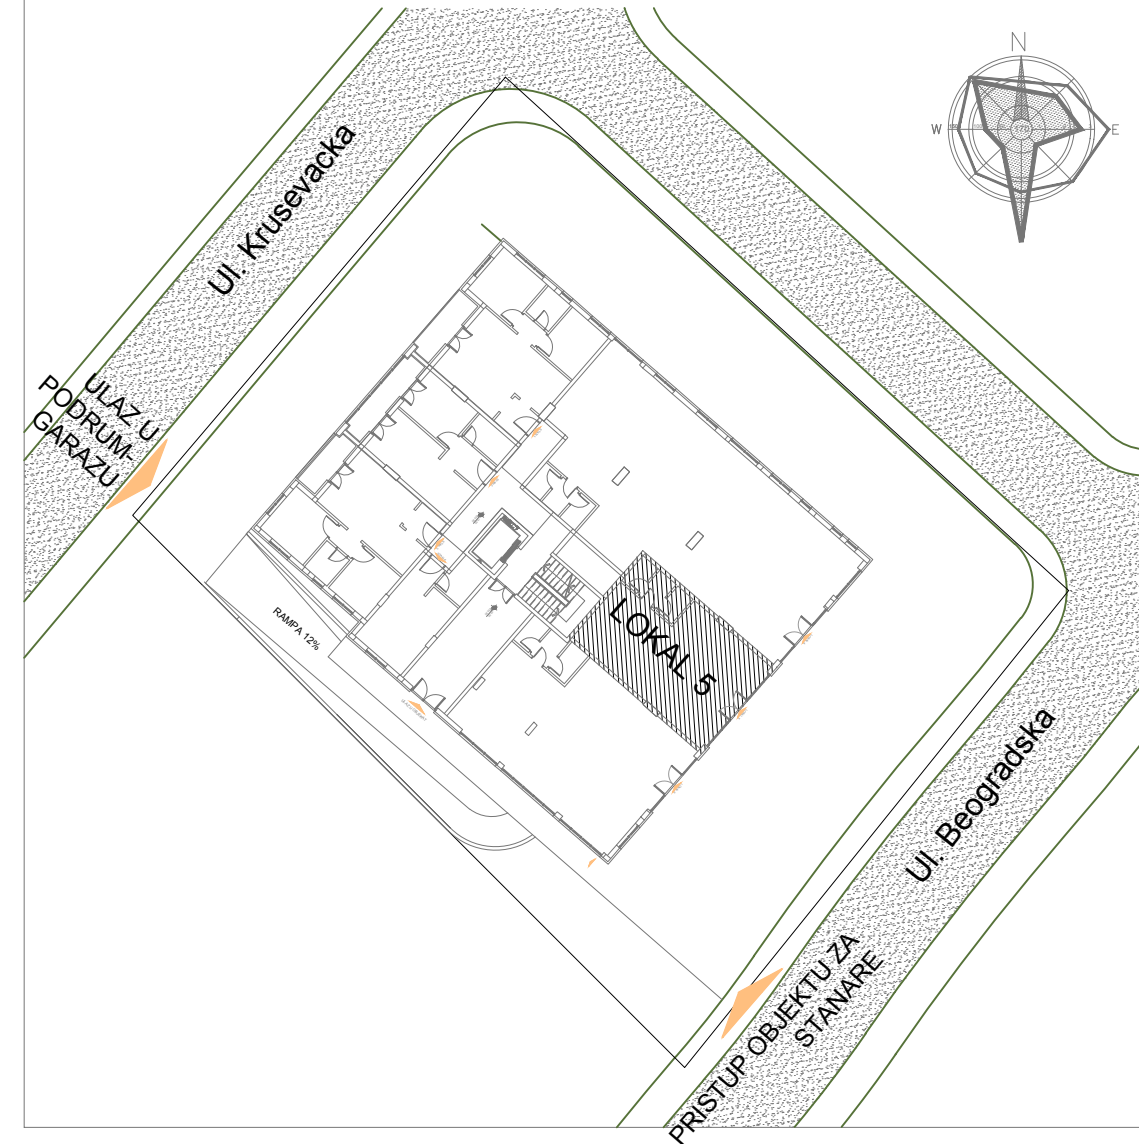 N
W
E
Ul. Krusevacka
ULAZ U
PODRUM-
GARAZU
RAMPA 12%
LOKAL 5
Ul. Beogradska
PRISTUP OBJEKTU ZA
STANARE